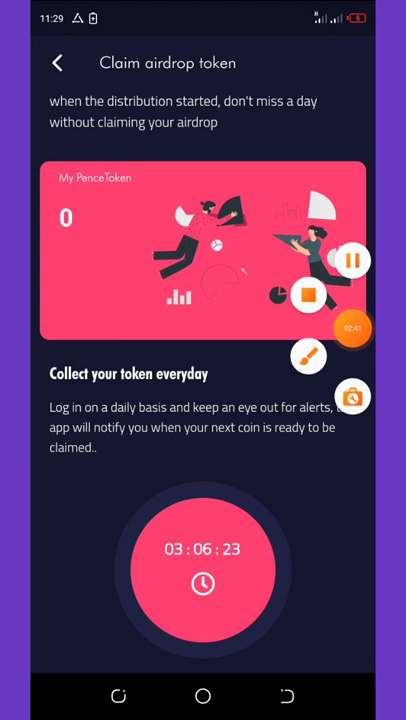 11:29
H
Claim airdrop token
when the distribution started, don't miss a day
without claiming your airdrop
My PenceToken
0
02:41
Collect your token everyday
Log in on a daily basis and keep an eye out for alerts,
app will notify you when your next coin is ready to be
claimed..
03 : 06 : 23